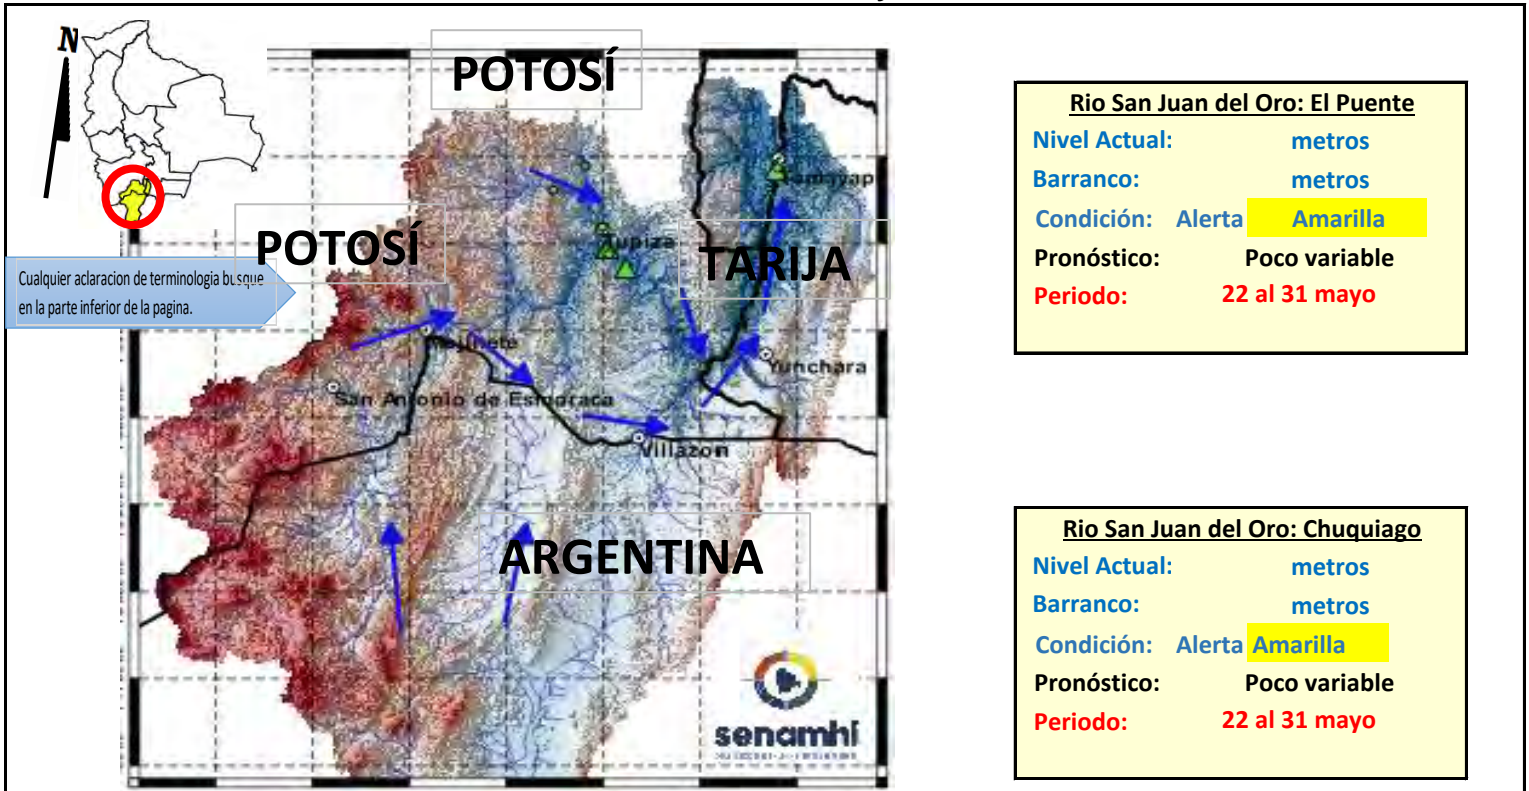 N
POTOSÍ
POTOSÍ
TARIJA
Cualquier aclaracion de terminologia busque
en la parte inferior de la pagina.
Tupiza
Yunchara
San Antonio de Esmoraca
Villazon
ARGENTINA
senamhi
Rio San Juan del Oro: El Puente
Nivel Actual: metros
Barranco: metros
Condición: Alerta Amarilla
Pronóstico: Poco variable
Periodo: 22 al 31 mayo
Rio San Juan del Oro: Chuquiago
Nivel Actual: metros
Barranco: metros
Condición: Alerta Amarilla
Pronóstico: Poco variable
Periodo: 22 al 31 mayo